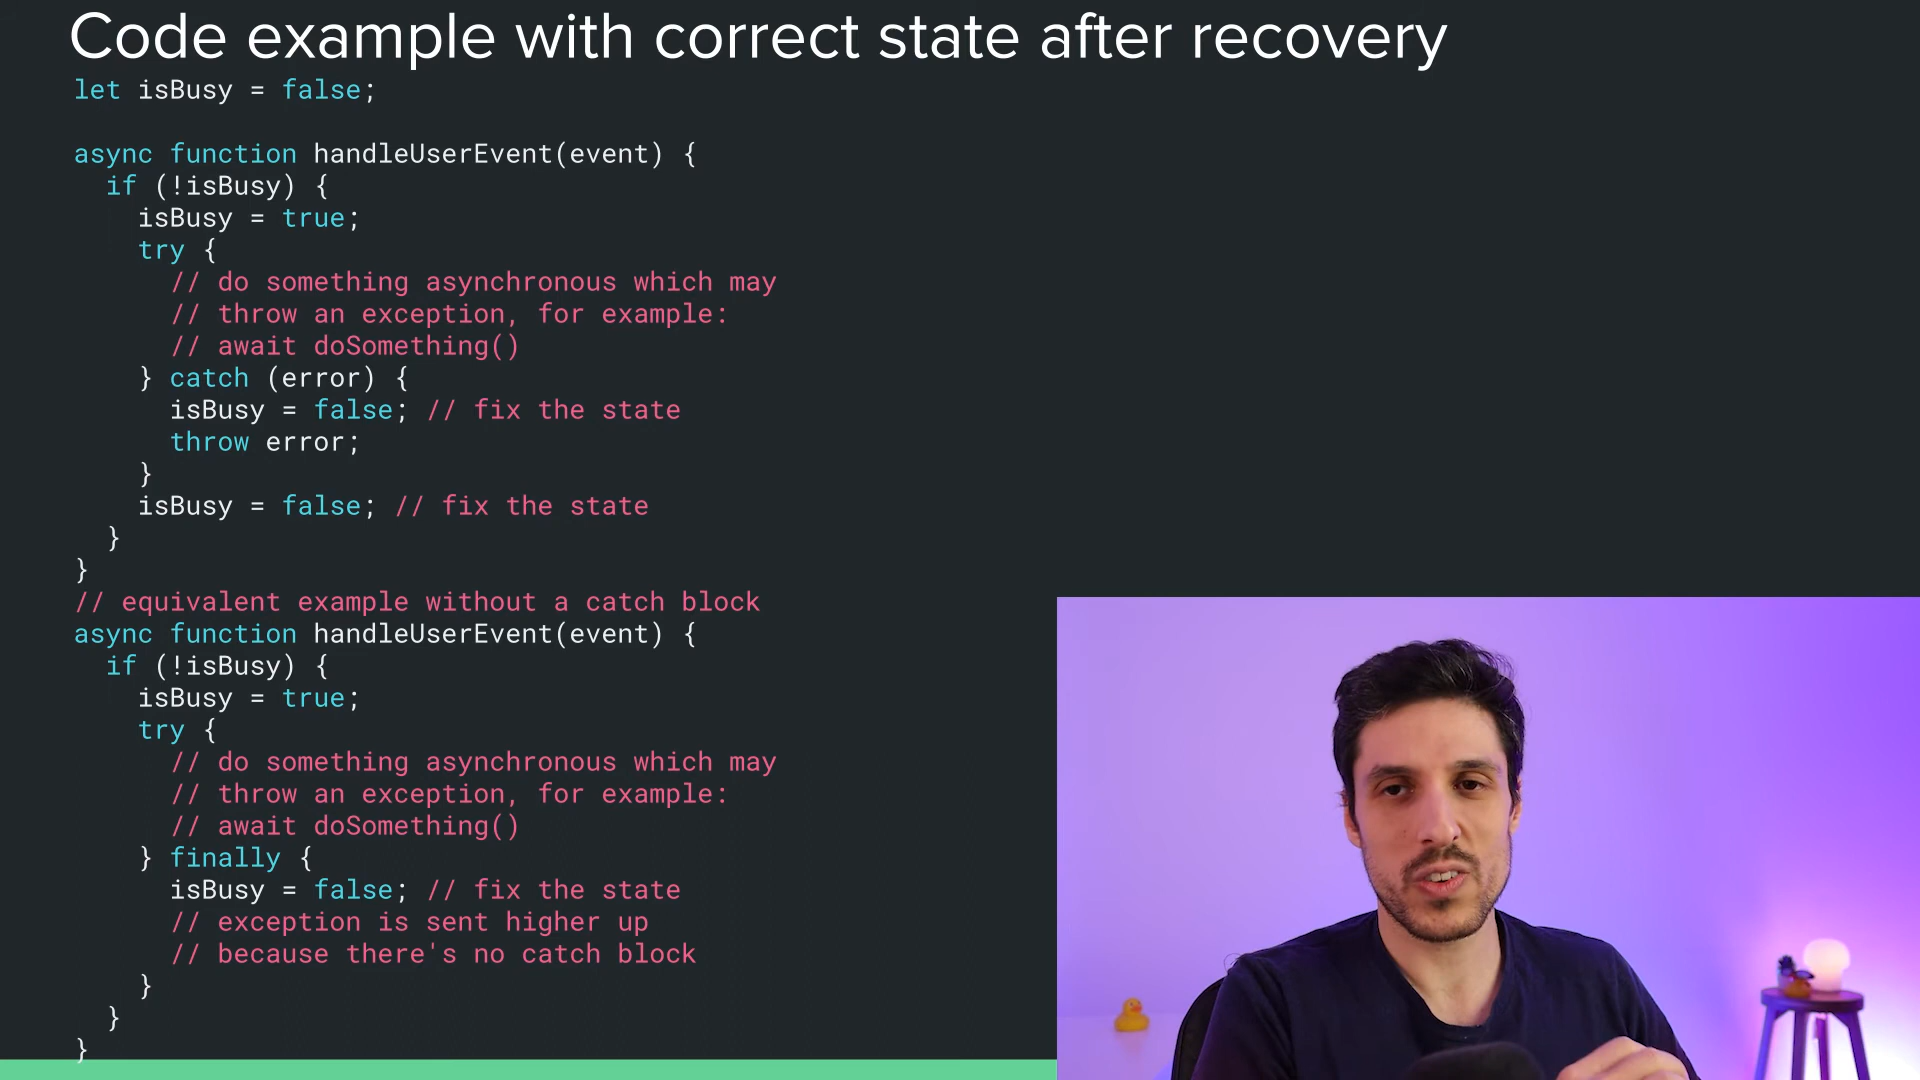 Code example with correct state after recovery
let isBusy = false;
async function handleUserEvent(event) {
if (!isBusy) {
isBusy = true;
try {
// do something asynchronous which may
// throw an exception, for example:
// await doSomething()
} catch (error) {
isBusy = false; // fix the state
throw error;
}
isBusy = false; // fix the state
}
}
// equivalent example without a catch block
async function handleUserEvent(event) {
if (!isBusy) {
isBusy = true;
try {
// do something asynchronous which may
// throw an exception, for example:
// await doSomething()
} finally {
isBusy = false; // fix the state
// exception is sent higher up
// because there's no catch block
}
}
}